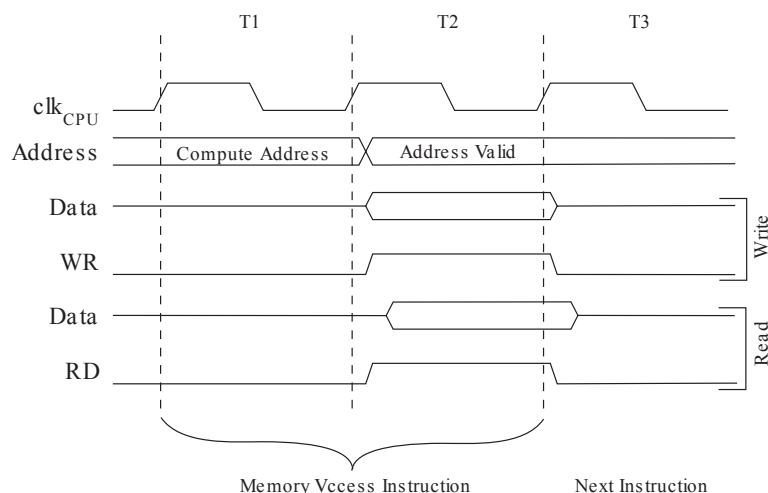 T1 T2 T3
clkCPU
Address Compute Address Address Valid
Data
WR
Write
Data
RD
Read
Memory Vccess Instruction Next Instruction